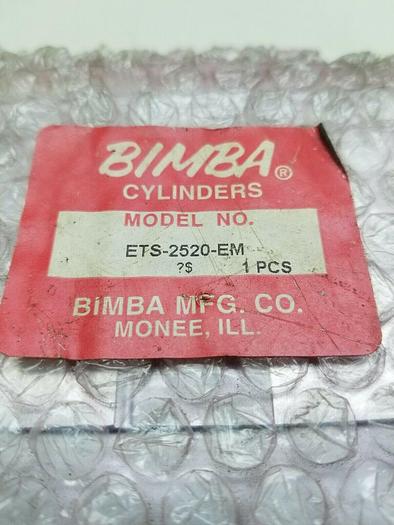 BIMBA®
CYLINDERS
MODEL NO.
ETS-2520-EM
?$ 1 PCS
BIMBA MFG. CO.
MONEE, ILL.